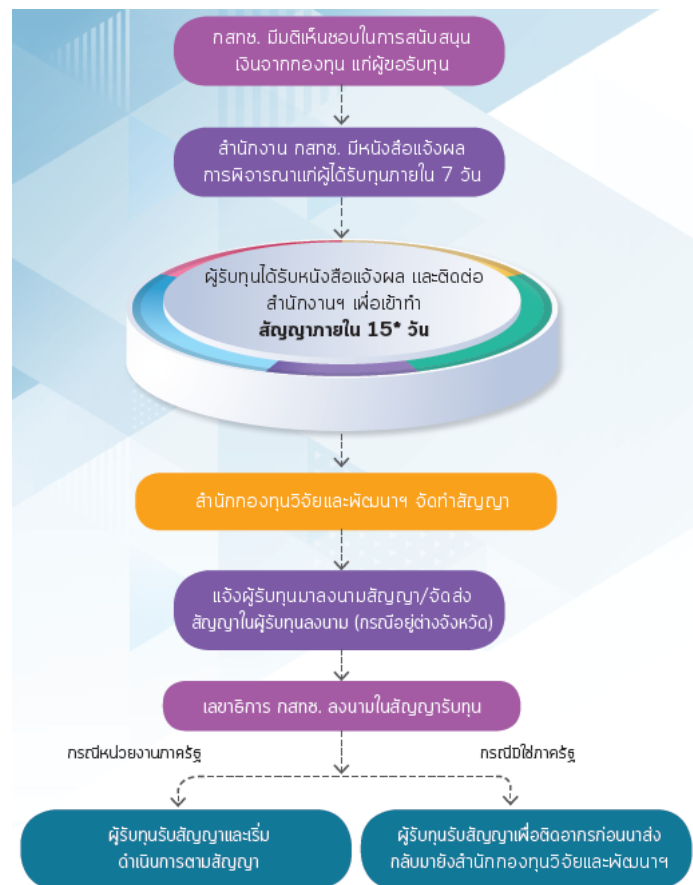 กสทช. มีมติเห็นชอบในการสนับสนุน
เงินจากกองทุน แก่ผู้ขอรับทุน
สำนักงาน กสทช. มีหนังสือแจ้งผล
การพิจารณาแก่ผู้ได้รับทุนภายใน 7 วัน
ผู้รับทุนได้รับหนังสือแจ้งผล และติดต่อ
สำนักงานฯ เพื่อเข้าทำ
สัญญาภายใน 15* วัน
สำนักกองทุนวิจัยและพัฒนาฯ จัดทำสัญญา
แจ้งผู้รับทุนมาลงนามสัญญา/จัดส่ง
สัญญาในผู้รับทุนลงนาม (กรณีอยู่ต่างจังหวัด)
เลขาธิการ กสทช. ลงนามในสัญญารับทุน
กรณีหน่วยงานภาครัฐ
กรณีมิใช่ภาครัฐ
ผู้รับทุนรับสัญญาและเริ่ม
ดำเนินการตามสัญญา
ผู้รับทุนรับสัญญาเพื่อติดอากรก่อนนาส่ง
กลับมายังสำนักกองทุนวิจัยและพัฒนาฯ